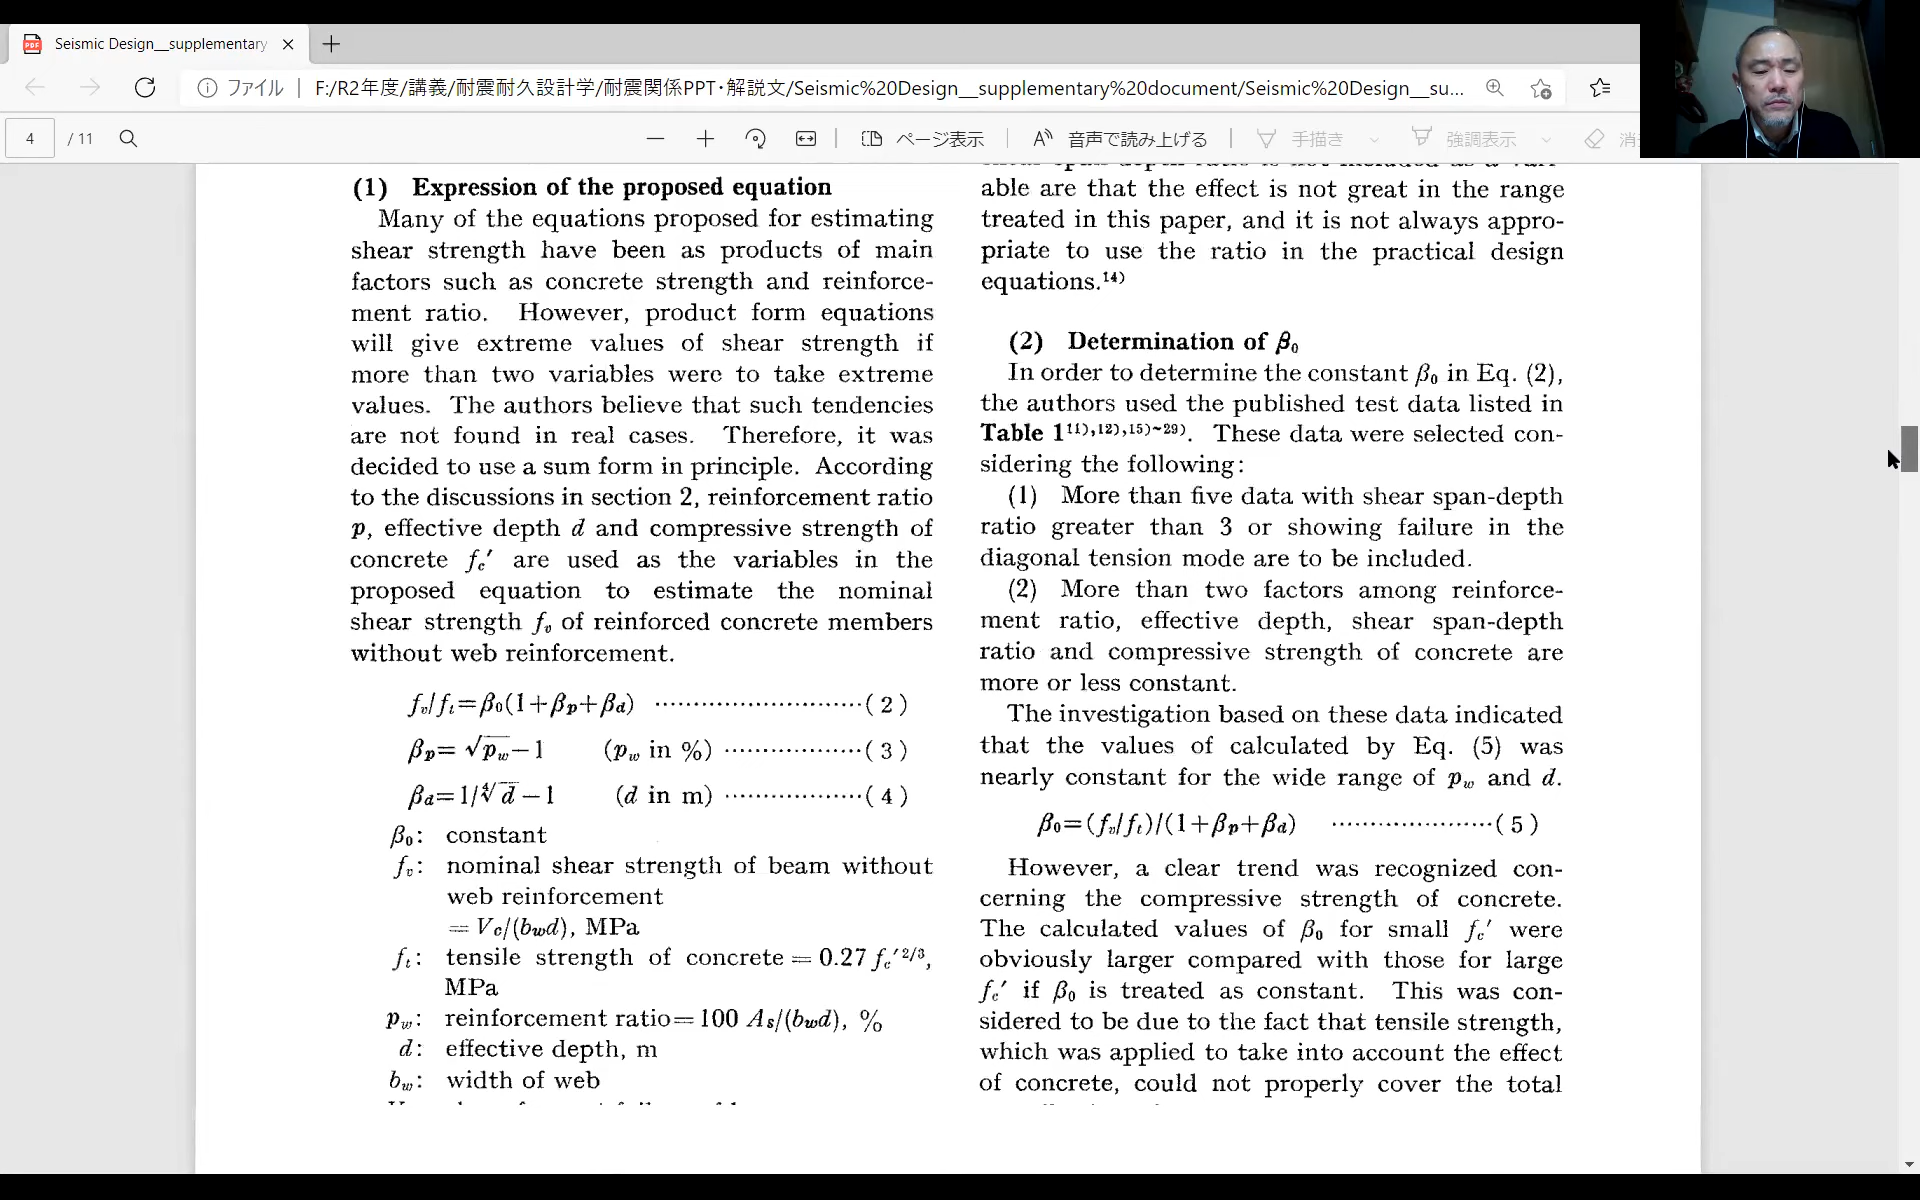 Seismic Design__supplementary
ファイル
F:/R2年度/講義/耐震耐久設計学/耐震関係PPT・解説文/Seismic%20Design__supplementary%20document/Seismic%20Design__su...
4 / 11
ページ表示
音声で読み上げる
手描き
強調表示
消
(1) Expression of the proposed equation
Many of the equations proposed for estimating
shear strength have been as products of main
factors such as concrete strength and reinforce-
ment ratio. However, product form equations
will give extreme values of shear strength if
more than two variables were to take extreme
values. The authors believe that such tendencies
are not found in real cases. Therefore, it was
decided to use a sum form in principle. According
to the discussions in section 2, reinforcement ratio
p, effective depth d and compressive strength of
concrete fc′ are used as the variables in the
proposed equation to estimate the nominal
shear strength fv of reinforced concrete members
without web reinforcement.
fv/ft=β0(1+βp+βd) ··························(2)
βp=√pw−1 (pw in %) ··················(3)
βd=1/∜d−1 (d in m) ··················(4)
β0: constant
fv: nominal shear strength of beam without
web reinforcement
= Vc/(bwd), MPa
ft: tensile strength of concrete = 0.27 fc′2/3,
MPa
pw: reinforcement ratio=100 As/(bwd), %
d: effective depth, m
bw: width of web
able are that the effect is not great in the range
treated in this paper, and it is not always appro-
priate to use the ratio in the practical design
equations.14)
(2) Determination of β0
In order to determine the constant β0 in Eq. (2),
the authors used the published test data listed in
Table 111),12),15)~29). These data were selected con-
sidering the following:
(1) More than five data with shear span-depth
ratio greater than 3 or showing failure in the
diagonal tension mode are to be included.
(2) More than two factors among reinforce-
ment ratio, effective depth, shear span-depth
ratio and compressive strength of concrete are
more or less constant.
The investigation based on these data indicated
that the values of calculated by Eq. (5) was
nearly constant for the wide range of pw and d.
β0=(fv/ft)/(1+βp+βd) ·····················(5)
However, a clear trend was recognized con-
cerning the compressive strength of concrete.
The calculated values of β0 for small fc′ were
obviously larger compared with those for large
fc′ if β0 is treated as constant. This was con-
sidered to be due to the fact that tensile strength,
which was applied to take into account the effect
of concrete, could not properly cover the total